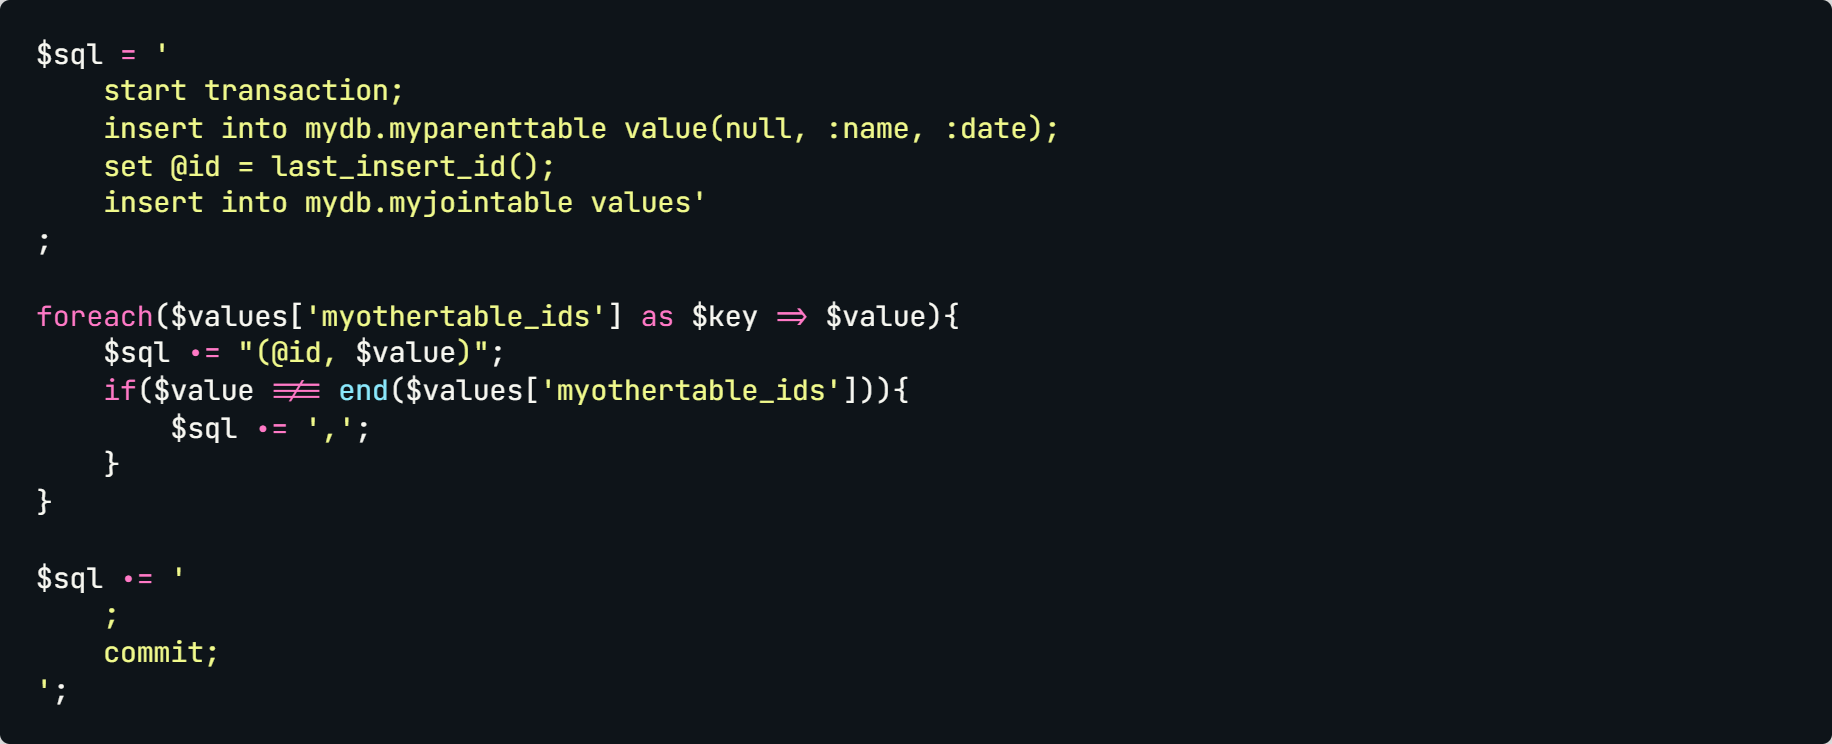 $sql = '
    start transaction;
    insert into mydb.myparenttable value(null, :name, :date);
    set @id = last_insert_id();
    insert into mydb.myjointable values'
;

foreach($values['myothertable_ids'] as $key => $value){
    $sql .= "(@id, $value)";
    if($value !== end($values['myothertable_ids'])){
        $sql .= ',';
    }
}

$sql .= '
    ;
    commit;
';